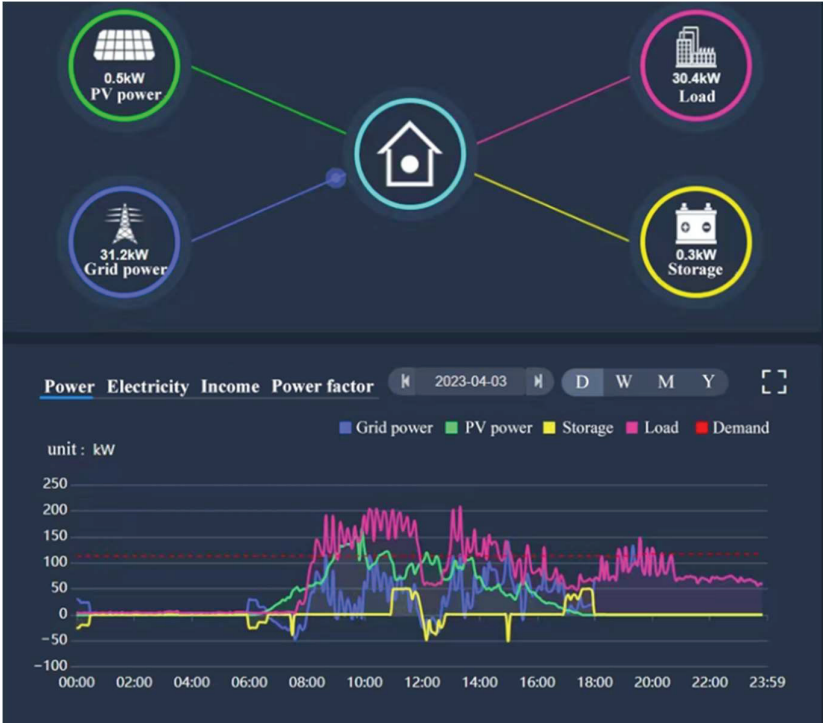 0.5kW
PV power
30.4kW
Load
31.2kW
Grid power
0.3kW
Storage
Power Electricity Income Power factor 2023-04-03 D W M Y
Grid power PV power Storage Load Demand
unit : kW
250
200
150
100
50
0
−50
−100
00:00 02:00 04:00 06:00 08:00 10:00 12:00 14:00 16:00 18:00 20:00 22:00 23:59